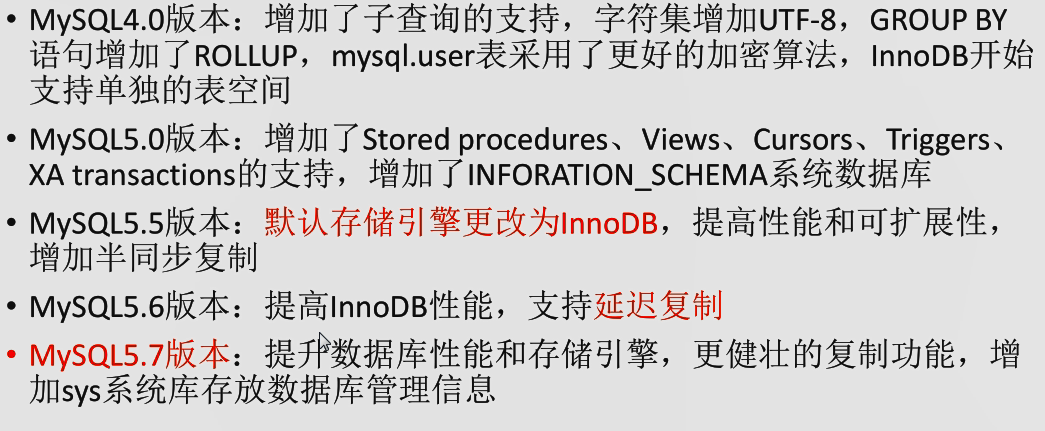 • MySQL4.0版本：增加了子查询的支持，字符集增加UTF-8，GROUP BY
语句增加了ROLLUP，mysql.user表采用了更好的加密算法，InnoDB开始
支持单独的表空间
• MySQL5.0版本：增加了Stored procedures、Views、Cursors、Triggers、
XA transactions的支持，增加了INFORATION_SCHEMA系统数据库
• MySQL5.5版本：默认存储引擎更改为InnoDB，提高性能和可扩展性，
增加半同步复制
• MySQL5.6版本：提高InnoDB性能，支持延迟复制
• MySQL5.7版本：提升数据库性能和存储引擎，更健壮的复制功能，增
加sys系统库存放数据库管理信息